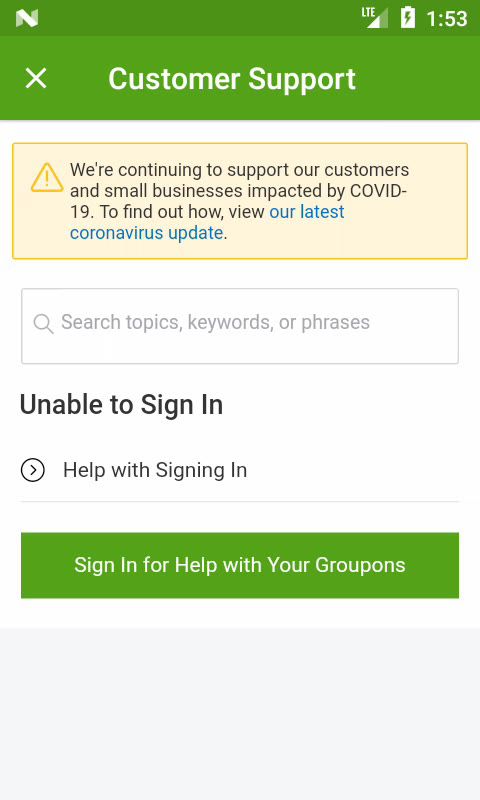 LTE 1:53
Customer Support
We're continuing to support our customers
and small businesses impacted by COVID-
19. To find out how, view our latest
coronavirus update.
Search topics, keywords, or phrases
Unable to Sign In
Help with Signing In
Sign In for Help with Your Groupons